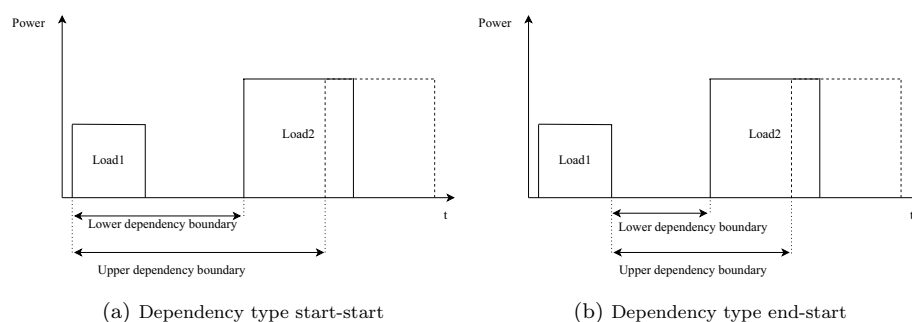 Power
Load1
Load2
t
Lower dependency boundary
Upper dependency boundary
(a) Dependency type start-start
Power
Load1
Load2
t
Lower dependency boundary
Upper dependency boundary
(b) Dependency type end-start